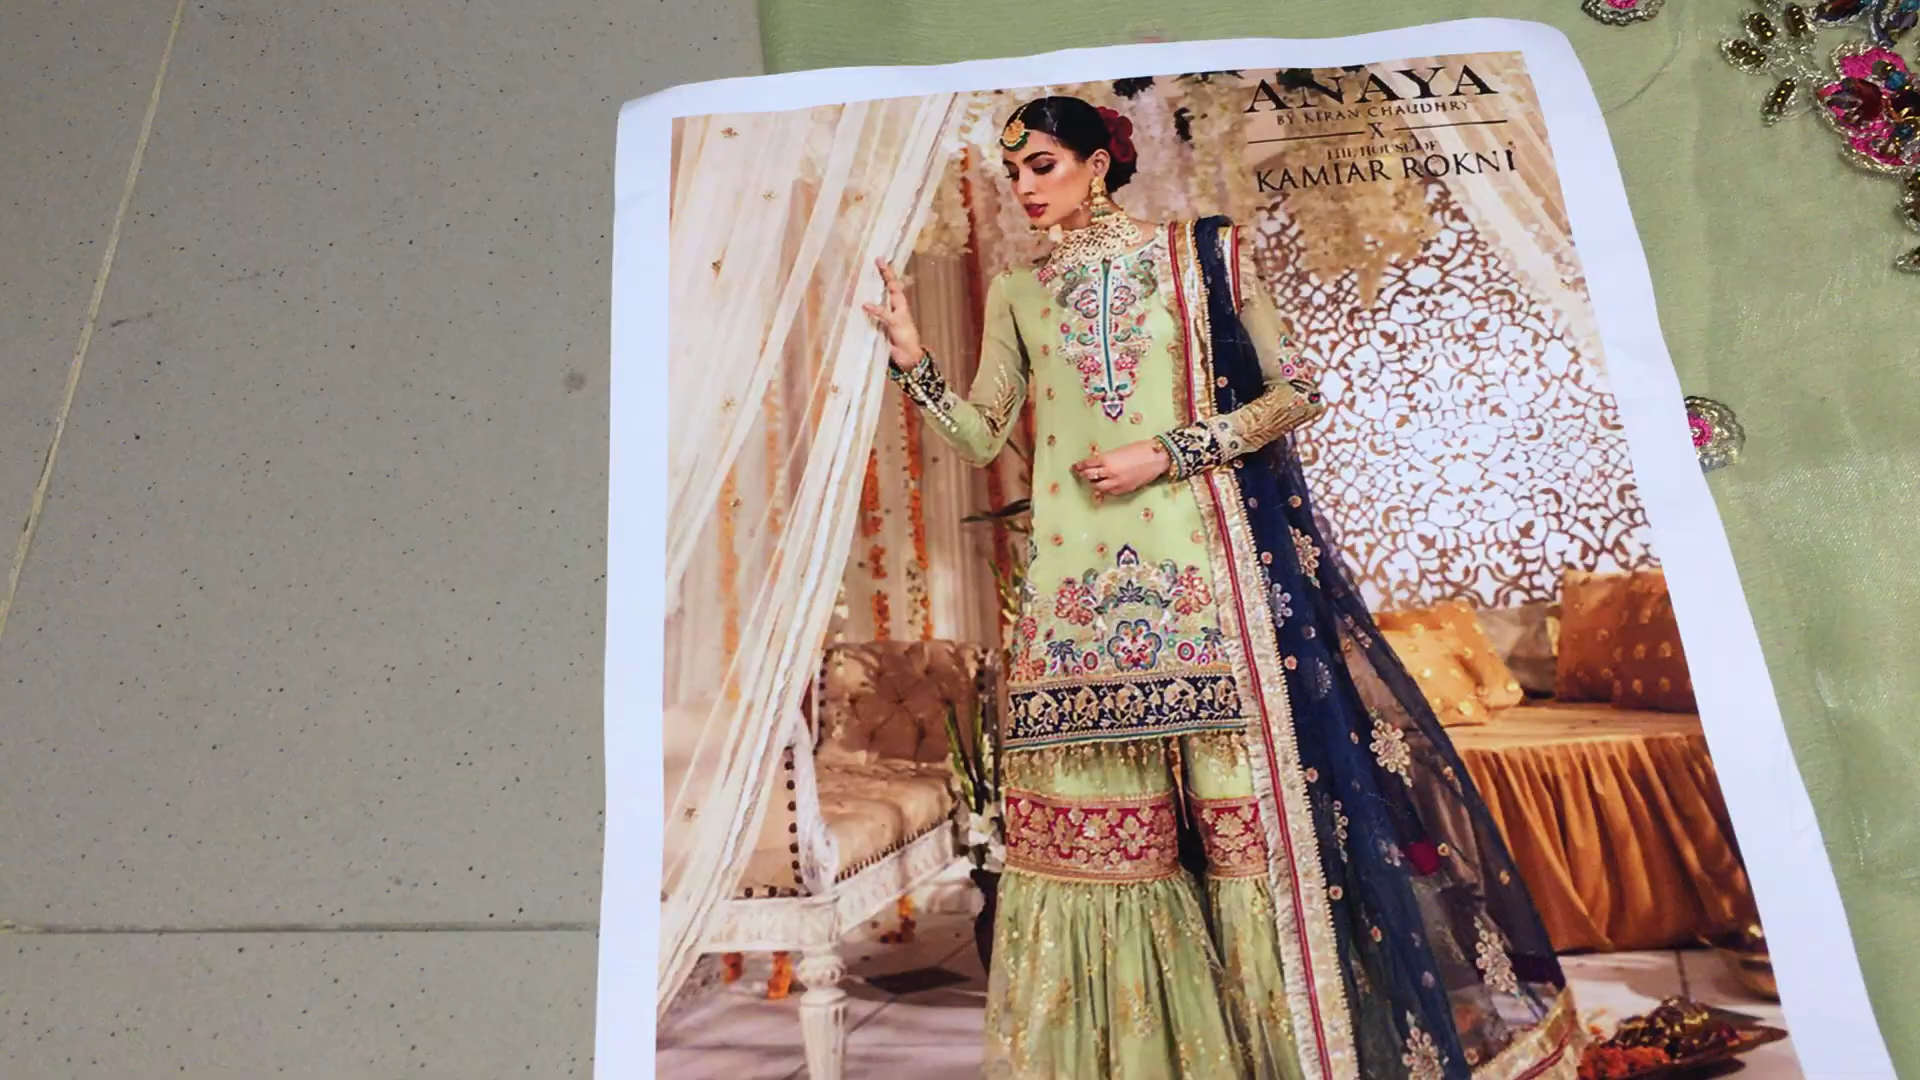 ANAYA
BY KIRAN CHAUDHRY
X
THE HOUSE OF
KAMIAR ROKNI